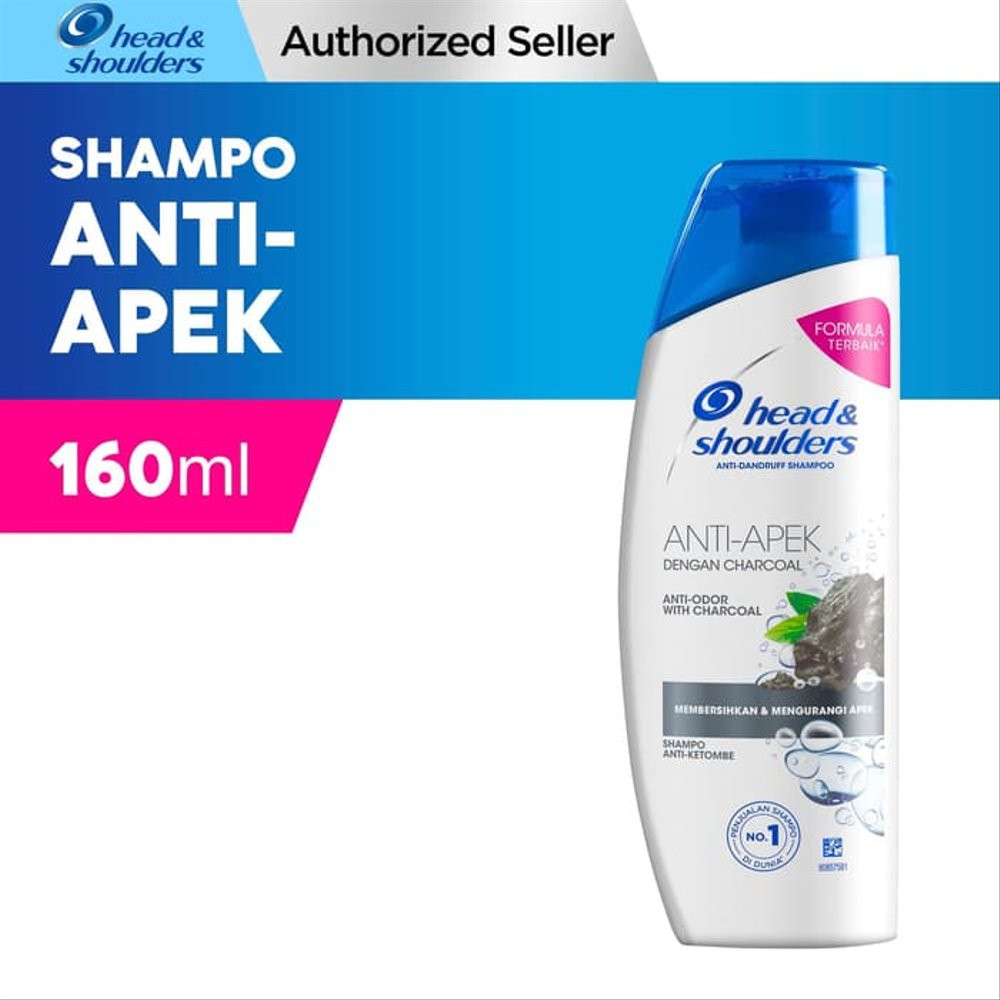 head &
shoulders
Authorized Seller
SHAMPO
ANTI-
APEK
160ml
FORMULA
TERBAIK*
head &
shoulders
ANTI-DANDRUFF SHAMPOO
ANTI-APEK
DENGAN CHARCOAL
ANTI-ODOR
WITH CHARCOAL
MEMBERSIHKAN & MENGURANGI APEK
SHAMPO
ANTI-KETOMBE
PENJUALAN SHAMPO
NO.1
DI DUNIA*